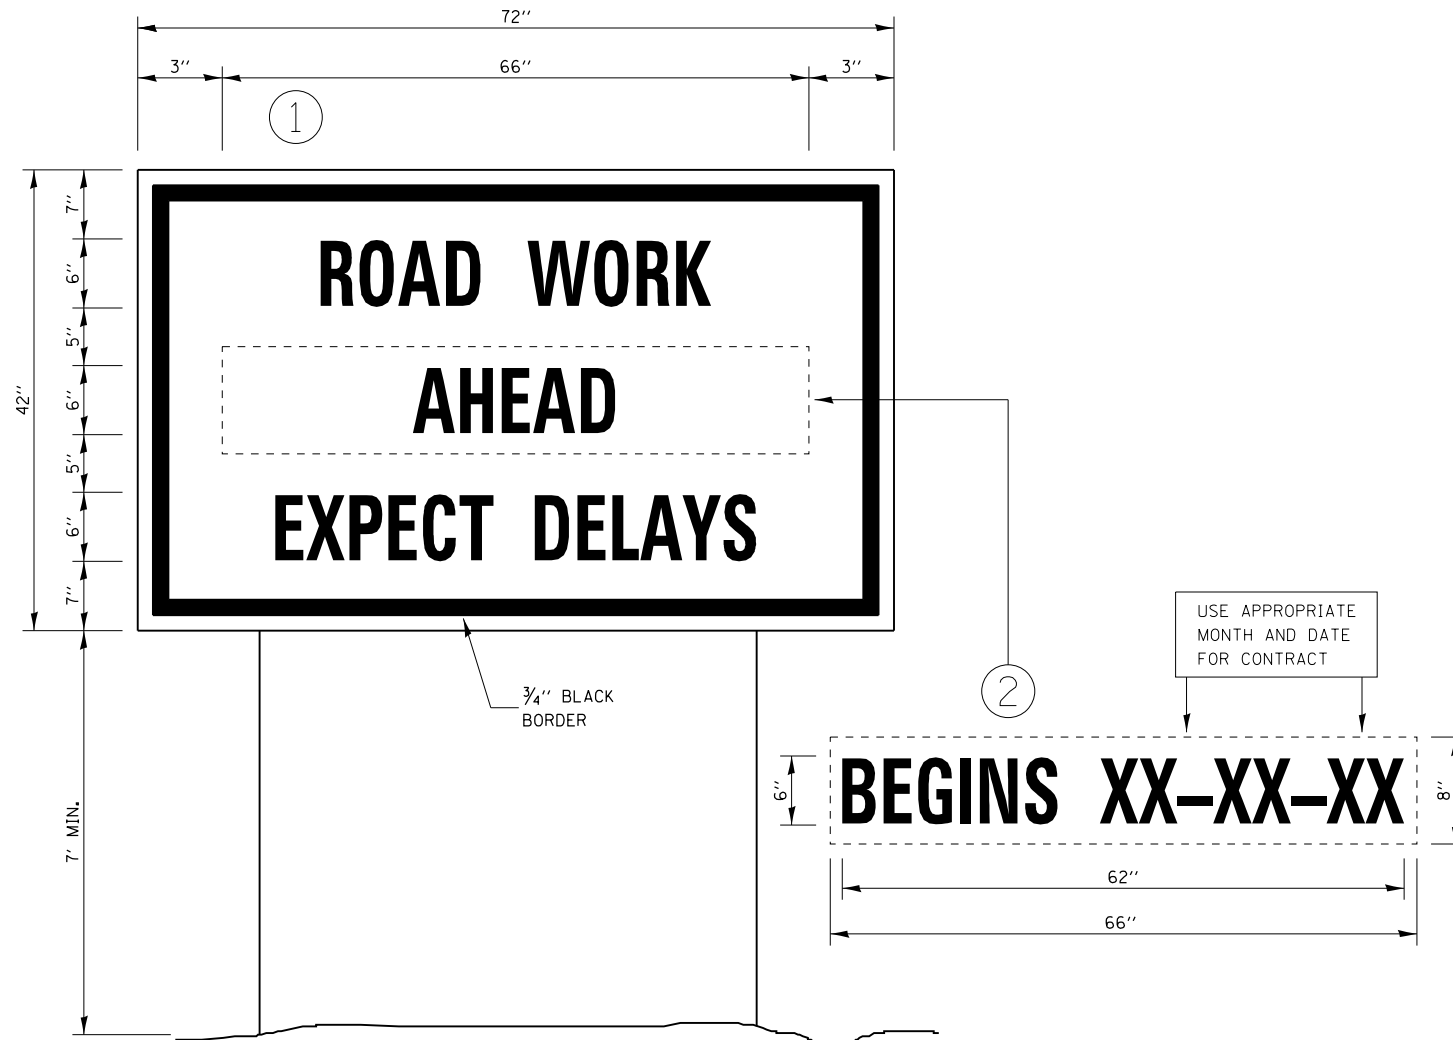 72''
3'' 66'' 3''
1
7''
6''
5''
6''
5''
6''
7''
42''
ROAD WORK
AHEAD
EXPECT DELAYS
3/4'' BLACK
BORDER
7' MIN.
2
USE APPROPRIATE
MONTH AND DATE
FOR CONTRACT
6''
BEGINS XX-XX-XX
8''
62''
66''